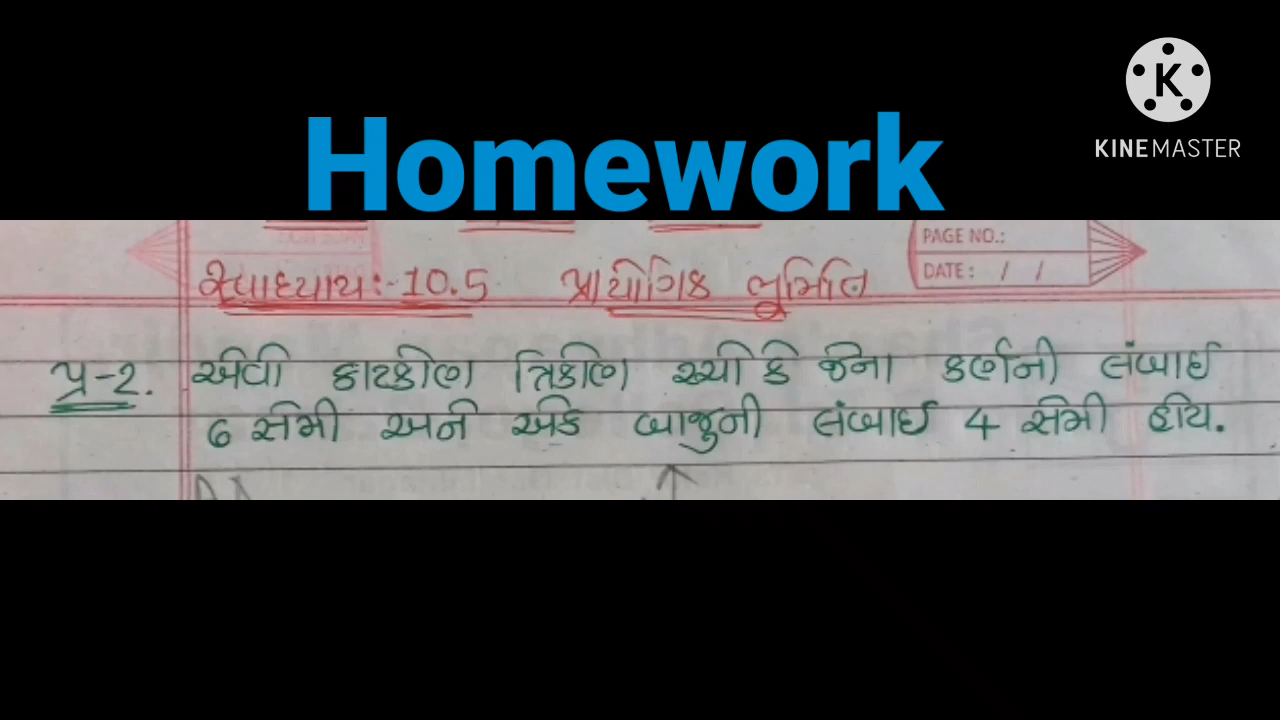 KINEMASTER
Homework
PAGE NO.:
DATE: / /
સ્વાધ્યાય:- 10.5 પ્રાયોગિક ભૂમિતિ
પ્ર-2. એવો કાટકોણ ત્રિકોણ રચો કે જેના કર્ણની લંબાઈ
6 સેમી અને એક બાજુની લંબાઈ 4 સેમી હોય.